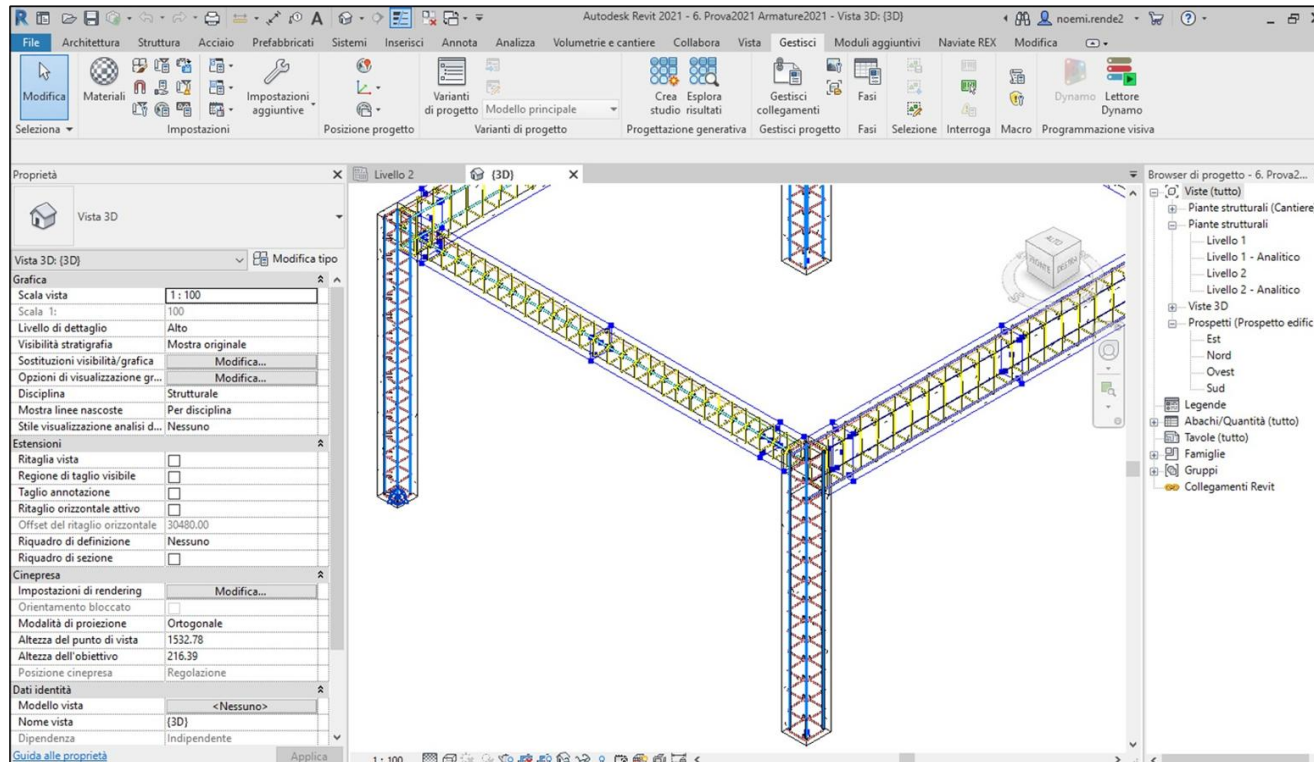 Autodesk Revit 2021 - 6. Prova2021 Armature2021 - Vista 3D: {3D}
noemi.rende2
File Architettura Struttura Acciaio Prefabbricati Sistemi Inserisci Annota Analizza Volumetrie e cantiere Collabora Vista Gestisci Moduli aggiuntivi Naviate REX Modifica
Modifica
Materiali
Impostazioni
aggiuntive
Varianti
di progetto
Modello principale
Crea
studio
Esplora
risultati
Gestisci
collegamenti
Fasi
Dynamo
Lettore
Dynamo
Seleziona Impostazioni Posizione progetto Varianti di progetto Progettazione generativa Gestisci progetto Fasi Selezione Interroga Macro Programmazione visiva
Proprietà
Livello 2
{3D}
Vista 3D
Vista 3D: {3D} Modifica tipo
Grafica
Scala vista 1 : 100
Scala 1: 100
Livello di dettaglio Alto
Visibilità stratigrafia Mostra originale
Sostituzioni visibilità/grafica Modifica...
Opzioni di visualizzazione gr... Modifica...
Disciplina Strutturale
Mostra linee nascoste Per disciplina
Stile visualizzazione analisi d... Nessuno
Estensioni
Ritaglia vista
Regione di taglio visibile
Taglio annotazione
Ritaglio orizzontale attivo
Offset del ritaglio orizzontale 30480.00
Riquadro di definizione Nessuno
Riquadro di sezione
Cinepresa
Impostazioni di rendering Modifica...
Orientamento bloccato
Modalità di proiezione Ortogonale
Altezza del punto di vista 1532.78
Altezza dell'obiettivo 216.39
Posizione cinepresa Regolazione
Dati identità
Modello vista <Nessuno>
Nome vista {3D}
Dipendenza Indipendente
Guida alle proprietà Applica
1 : 100
ALTO
FRONTE
DESTRA
Browser di progetto - 6. Prova2...
Viste (tutto)
Piante strutturali (Cantiere
Piante strutturali
Livello 1
Livello 1 - Analitico
Livello 2
Livello 2 - Analitico
Viste 3D
Prospetti (Prospetto edific
Est
Nord
Ovest
Sud
Legende
Abachi/Quantità (tutto)
Tavole (tutto)
Famiglie
Gruppi
Collegamenti Revit